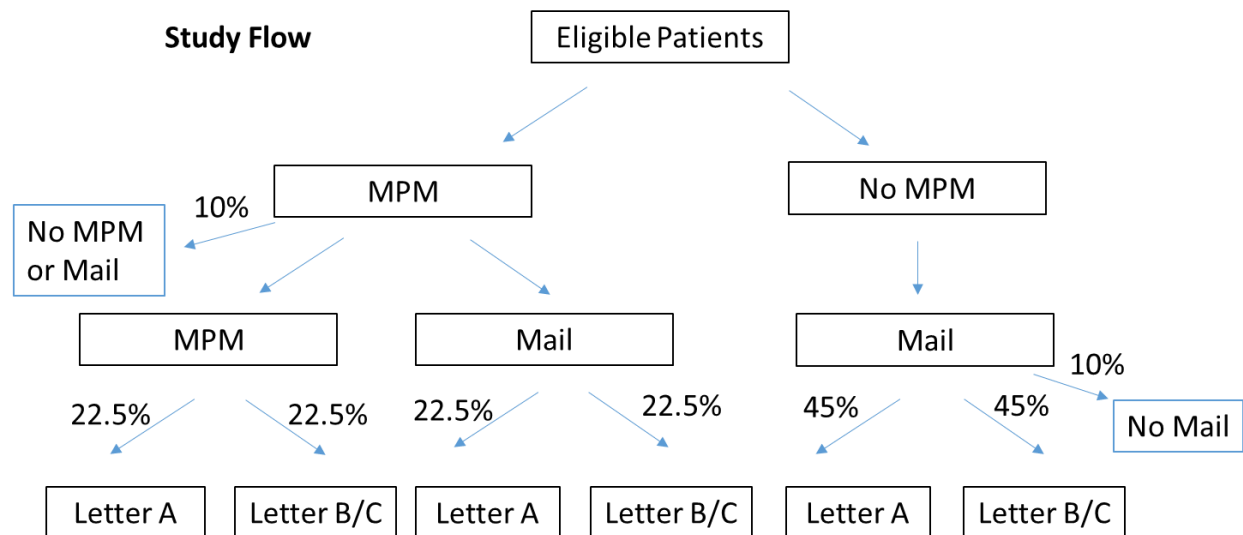 Study Flow
Eligible Patients
MPM
No MPM
10%
No MPM
or Mail
MPM
Mail
Mail
10%
22.5%
22.5%
22.5%
22.5%
45%
45%
No Mail
Letter A
Letter B/C
Letter A
Letter B/C
Letter A
Letter B/C